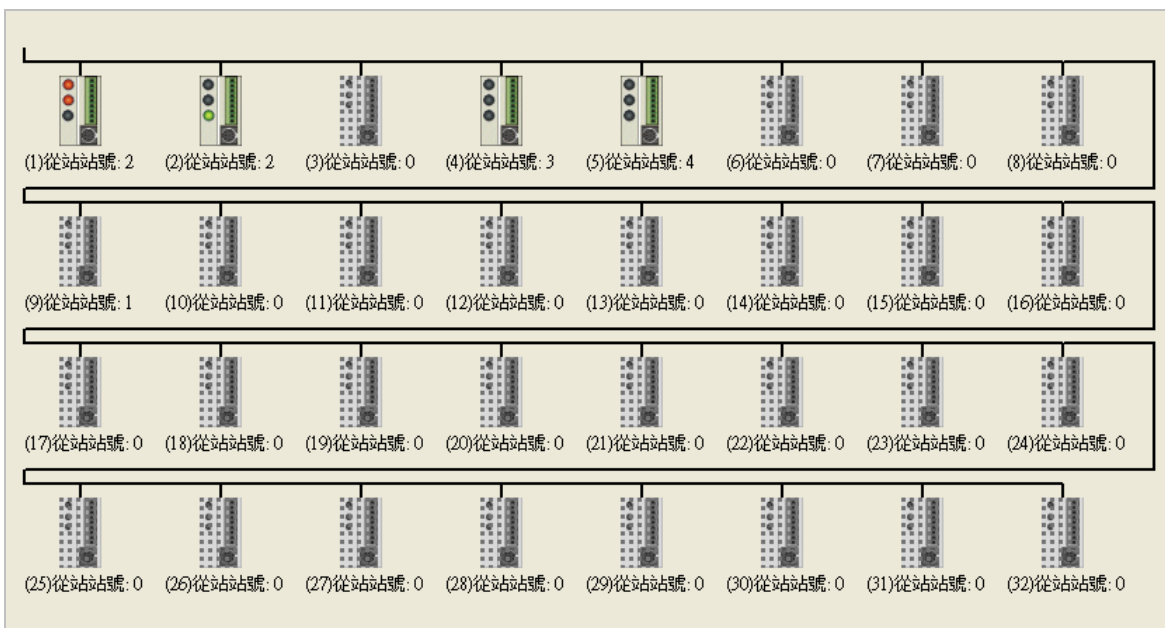 (1)從站站號: 2 (2)從站站號: 2 (3)從站站號: 0 (4)從站站號: 3 (5)從站站號: 4 (6)從站站號: 0 (7)從站站號: 0 (8)從站站號: 0
(9)從站站號: 1 (10)從站站號: 0 (11)從站站號: 0 (12)從站站號: 0 (13)從站站號: 0 (14)從站站號: 0 (15)從站站號: 0 (16)從站站號: 0
(17)從站站號: 0 (18)從站站號: 0 (19)從站站號: 0 (20)從站站號: 0 (21)從站站號: 0 (22)從站站號: 0 (23)從站站號: 0 (24)從站站號: 0
(25)從站站號: 0 (26)從站站號: 0 (27)從站站號: 0 (28)從站站號: 0 (29)從站站號: 0 (30)從站站號: 0 (31)從站站號: 0 (32)從站站號: 0